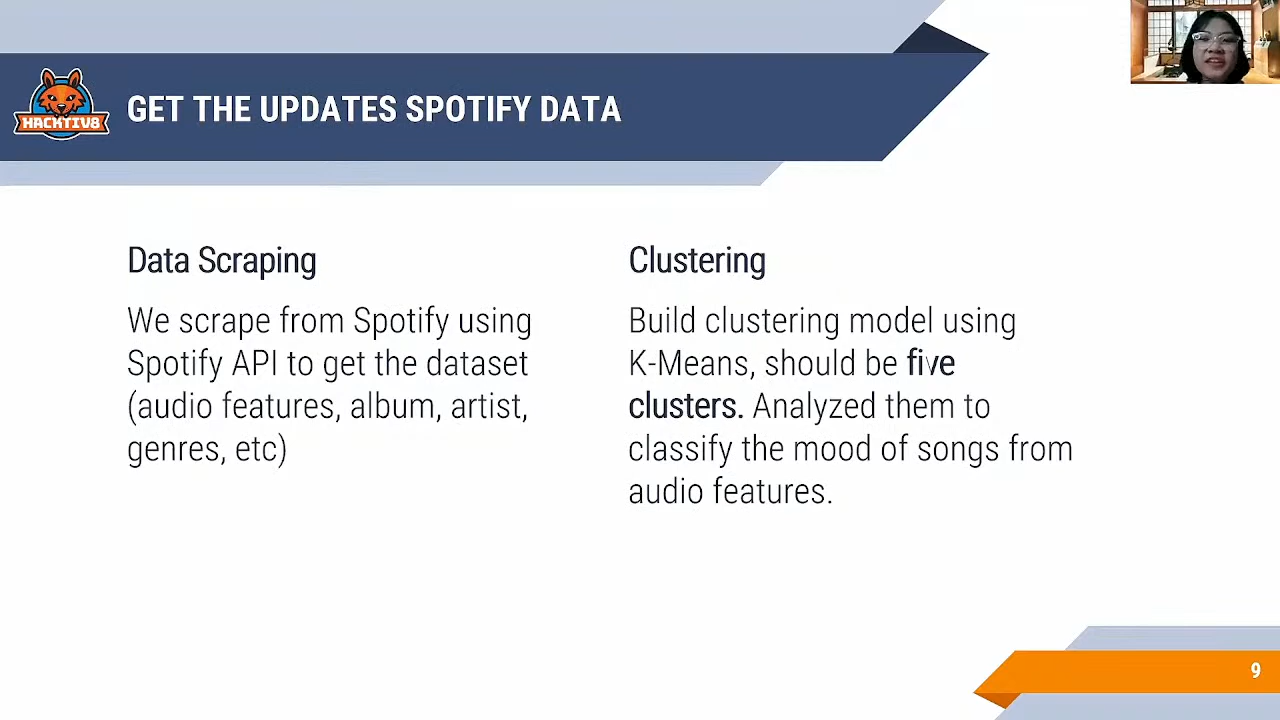 HACKTIV8
GET THE UPDATES SPOTIFY DATA
Data Scraping
We scrape from Spotify using
Spotify API to get the dataset
(audio features, album, artist,
genres, etc)
Clustering
Build clustering model using
K-Means, should be five
clusters. Analyzed them to
classify the mood of songs from
audio features.
9